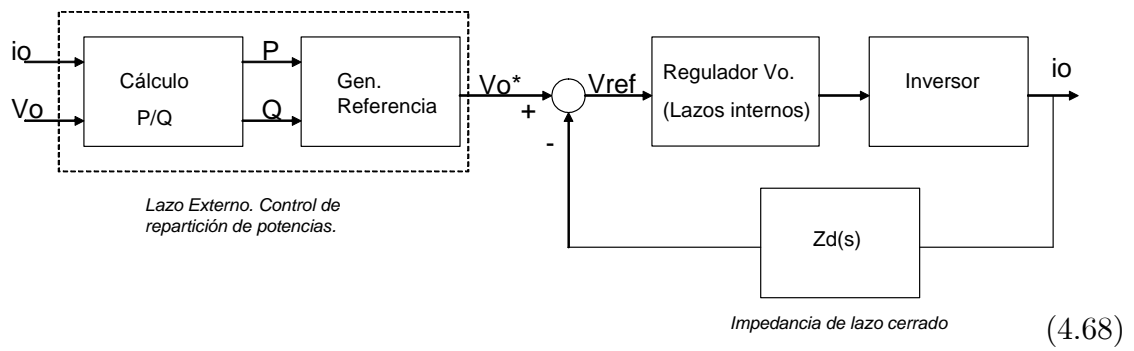 io
Vo
Cálculo
P/Q
P
Q
Gen.
Referencia
Vo*
+
-
Vref
Regulador Vo.
(Lazos internos)
Inversor
io
Lazo Externo. Control de
repartición de potencias.
Zd(s)
Impedancia de lazo cerrado
(4.68)